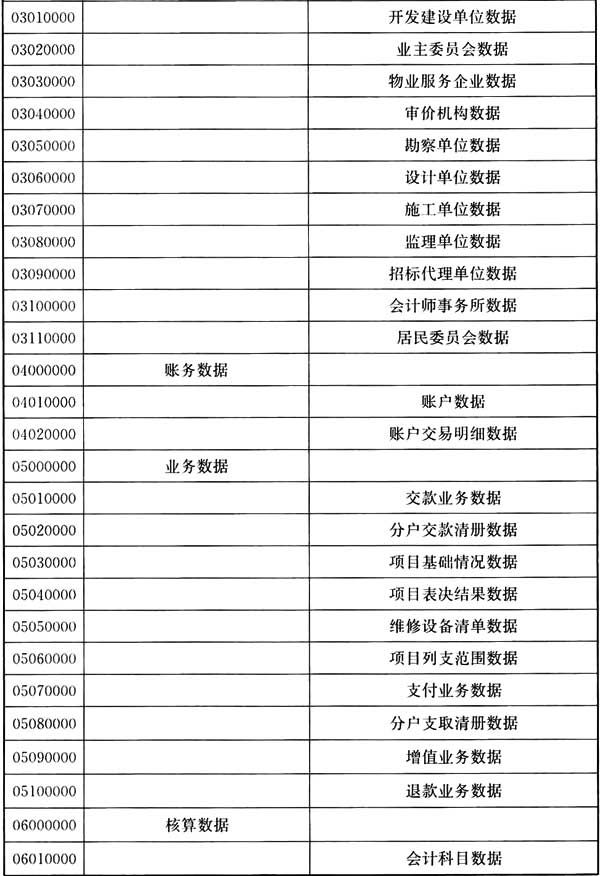 03010000 开发建设单位数据
03020000 业主委员会数据
03030000 物业服务企业数据
03040000 审价机构数据
03050000 勘察单位数据
03060000 设计单位数据
03070000 施工单位数据
03080000 监理单位数据
03090000 招标代理单位数据
03100000 会计师事务所数据
03110000 居民委员会数据
04000000 账务数据
04010000 账户数据
04020000 账户交易明细数据
05000000 业务数据
05010000 交款业务数据
05020000 分户交款清册数据
05030000 项目基础情况数据
05040000 项目表决结果数据
05050000 维修设备清单数据
05060000 项目列支范围数据
05070000 支付业务数据
05080000 分户支取清册数据
05090000 增值业务数据
05100000 退款业务数据
06000000 核算数据
06010000 会计科目数据